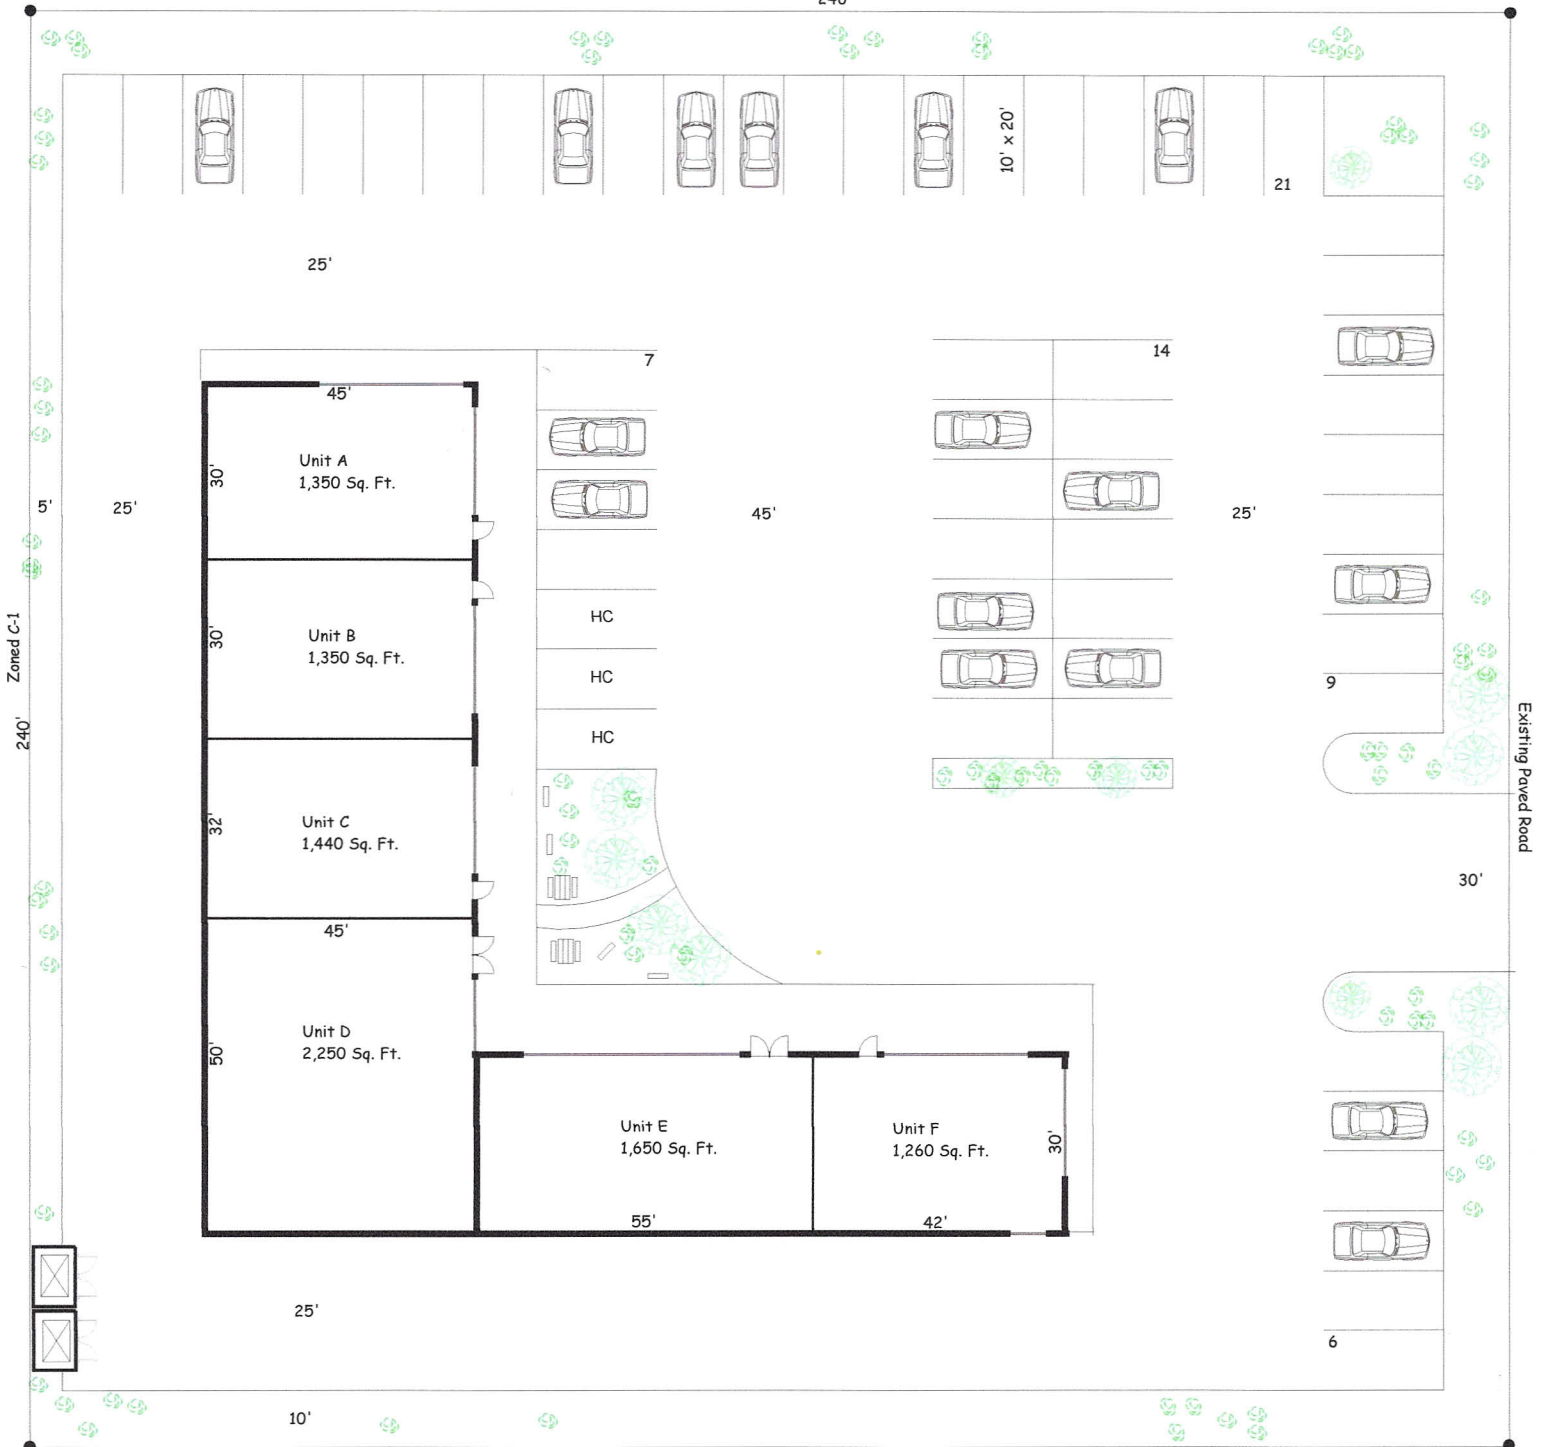 10' x 20'
21
25'
7
14
45'
Unit A
1,350 Sq. Ft.
30'
5'
25'
45'
25'
HC
Unit B
1,350 Sq. Ft.
30'
Zoned C-1
HC
9
240'
HC
Existing Paved Road
Unit C
1,440 Sq. Ft.
32'
30'
45'
Unit D
2,250 Sq. Ft.
50'
Unit E
1,650 Sq. Ft.
Unit F
1,260 Sq. Ft.
30'
55'
42'
25'
6
10'